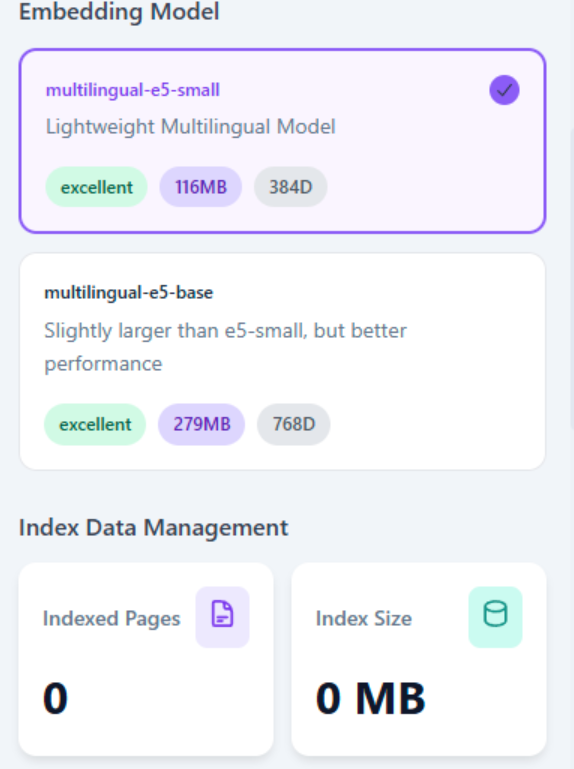 Embedding Model
multilingual-e5-small
Lightweight Multilingual Model
excellent 116MB 384D
multilingual-e5-base
Slightly larger than e5-small, but better
performance
excellent 279MB 768D
Index Data Management
Indexed Pages
0
Index Size
0 MB